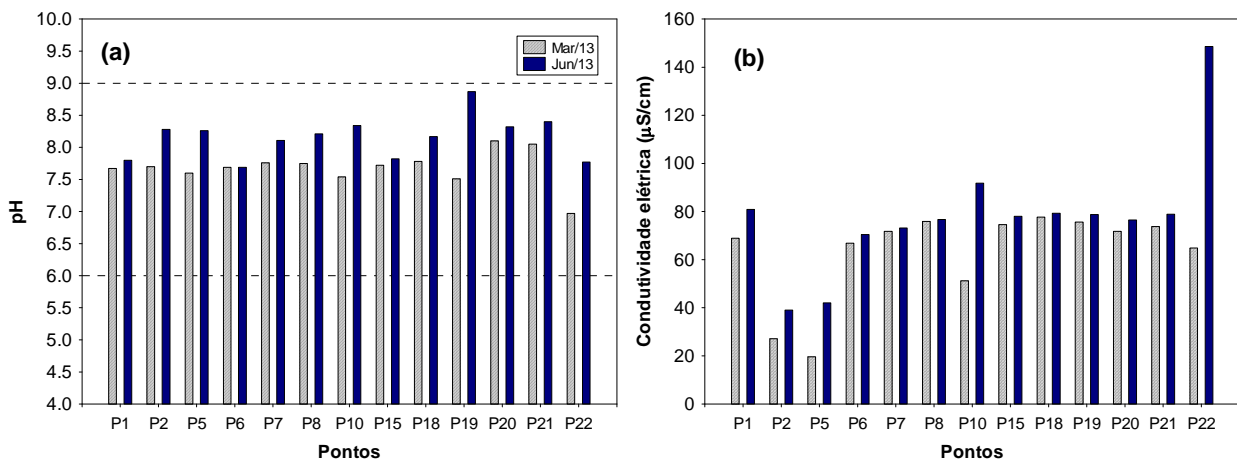 (a)
Mar/13
Jun/13
pH
10.0
9.5
9.0
8.5
8.0
7.5
7.0
6.5
6.0
5.5
5.0
4.5
4.0
P1 P2 P5 P6 P7 P8 P10 P15 P18 P19 P20 P21 P22
Pontos
(b)
Condutividade elétrica (µS/cm)
160
140
120
100
80
60
40
20
0
P1 P2 P5 P6 P7 P8 P10 P15 P18 P19 P20 P21 P22
Pontos